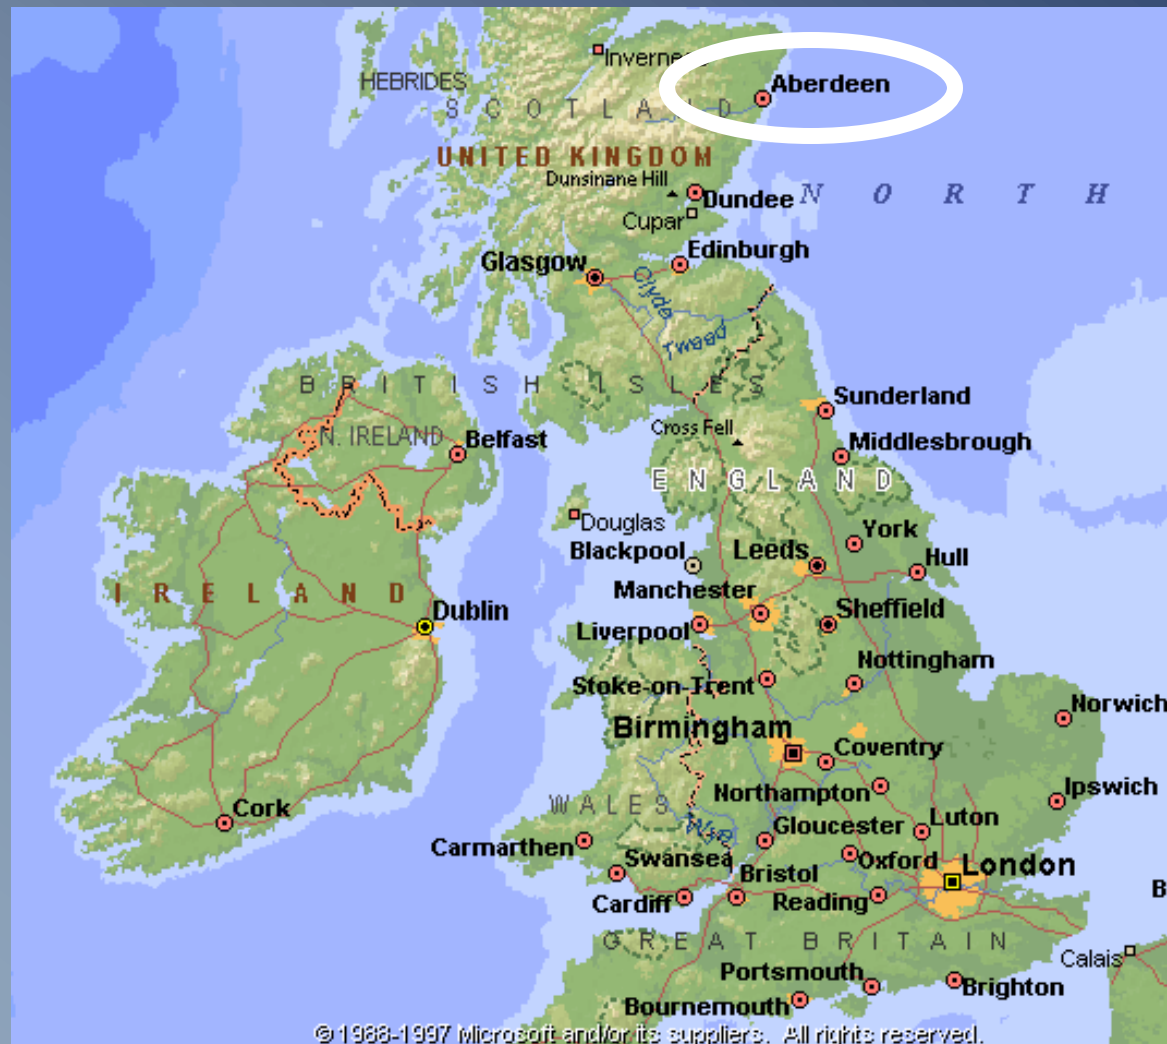 Inverness
HEBRIDES
Aberdeen
SCOTLAND
UNITED KINGDOM
Dunsinane Hill
Dundee
NORTH
Cupar
Edinburgh
Glasgow
Clyde
Tweed
BRITISH ISLES
Sunderland
Cross Fell
N. IRELAND
Belfast
Middlesbrough
ENGLAND
Douglas
York
Blackpool
Leeds
Hull
IRELAND
Manchester
Dublin
Sheffield
Liverpool
Nottingham
Stoke-on-Trent
Norwich
Birmingham
Coventry
Northampton
Ipswich
WALES
Cork
Wye
Gloucester
Luton
Carmarthen
Swansea
Oxford
London
Bristol
B
Cardiff
Reading
GREAT BRITAIN
Calais
Portsmouth
Brighton
Bournemouth
© 1988-1997 Microsoft and/or its suppliers. All rights reserved.